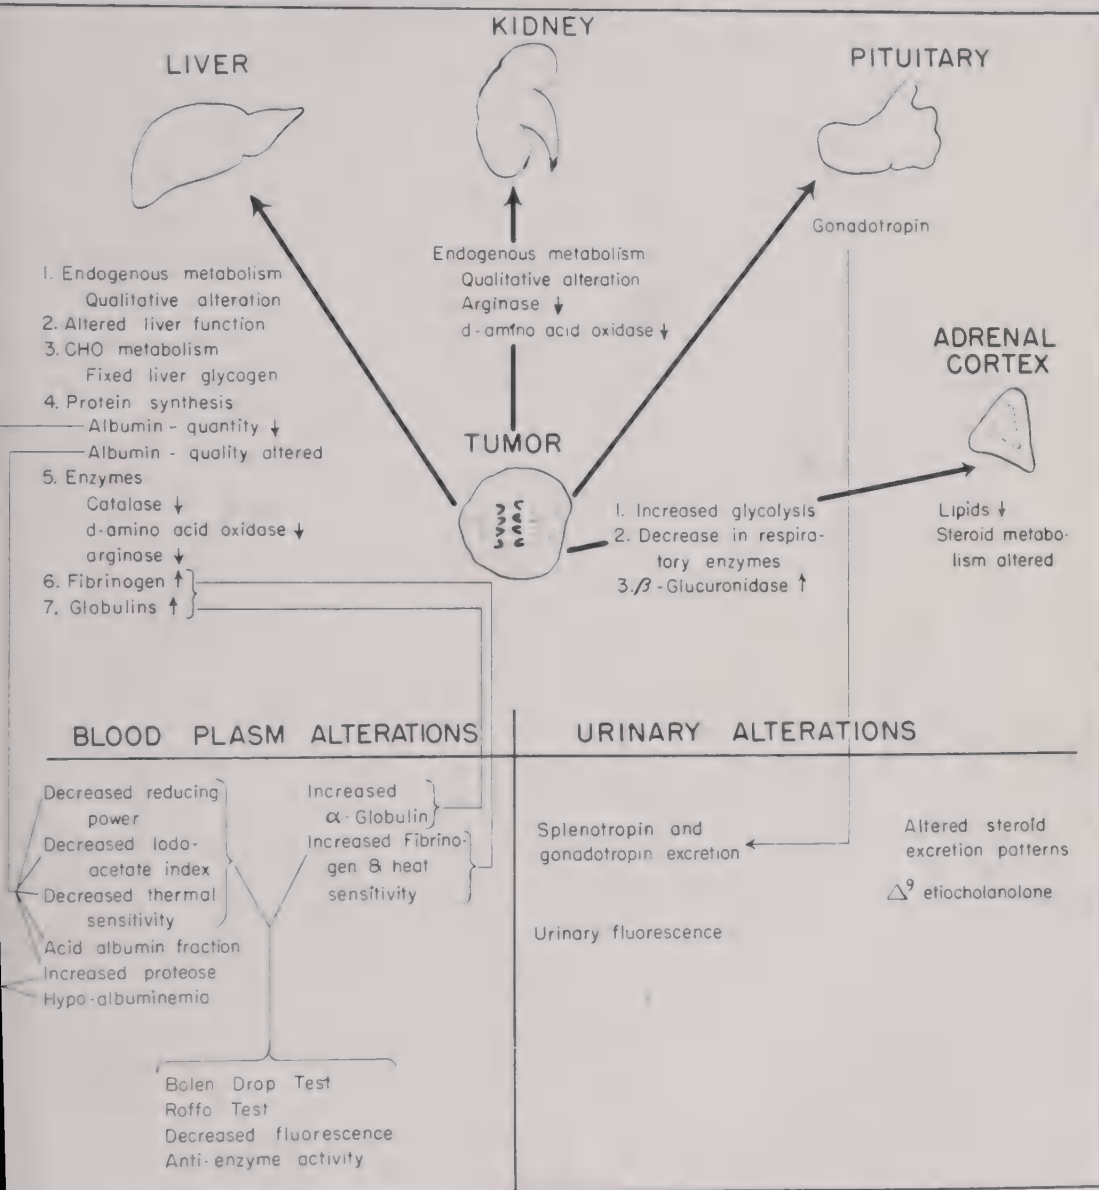 KIDNEY
LIVER
PITUITARY
Gonadotropin
1. Endogenous metabolism
Qualitative alteration
2. Altered liver function
3. CHO metabolism
Fixed liver glycogen
4. Protein synthesis
Albumin - quantity ↓
Albumin - quality altered
5. Enzymes
Catalase ↓
d-amino acid oxidase ↓
arginase ↓
6. Fibrinogen ↑
7. Globulins ↑
Endogenous metabolism
Qualitative alteration
Arginase ↓
d-amino acid oxidase ↓
ADRENAL
CORTEX
TUMOR
1. Increased glycolysis
2. Decrease in respira-
tory enzymes
3. β-Glucuronidase ↑
Lipids ↓
Steroid metabo-
lism altered
BLOOD PLASM ALTERATIONS
Decreased reducing
power
Decreased Iodo-
acetate index
Decreased thermal
sensitivity
Acid albumin fraction
Increased proteose
Hypo-albuminemia
Increased
α-Globulin
Increased Fibrino-
gen & heat
sensitivity
Bolen Drop Test
Roffo Test
Decreased fluorescence
Anti-enzyme activity
URINARY ALTERATIONS
Splenotropin and
gonadotropin excretion
Urinary fluorescence
Altered steroid
excretion patterns
Δ⁹ etiocholanolone